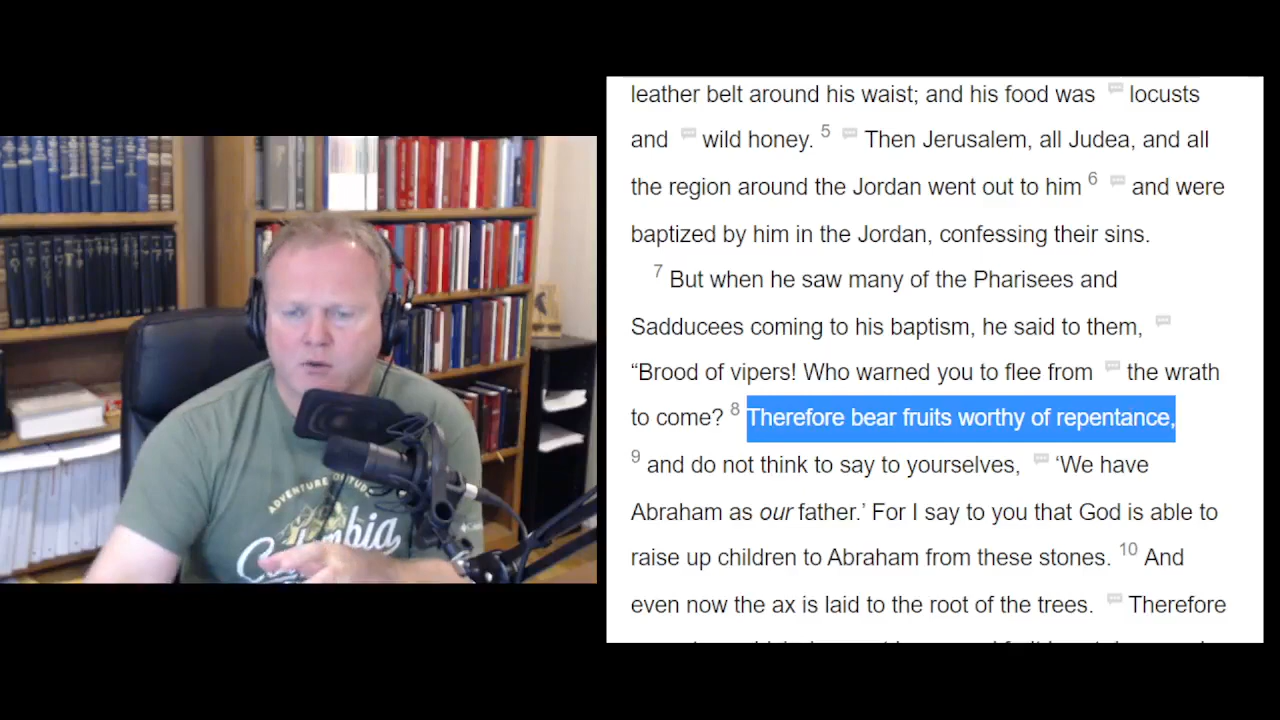 leather belt around his waist; and his food was locusts
and wild honey. 5 Then Jerusalem, all Judea, and all
the region around the Jordan went out to him 6 and were
baptized by him in the Jordan, confessing their sins.
7 But when he saw many of the Pharisees and
Sadducees coming to his baptism, he said to them,
“Brood of vipers! Who warned you to flee from the wrath
to come? 8 Therefore bear fruits worthy of repentance,
9 and do not think to say to yourselves, ‘We have
Abraham as our father.’ For I say to you that God is able to
raise up children to Abraham from these stones. 10 And
even now the ax is laid to the root of the trees. Therefore
ADVENTURE
Columbia